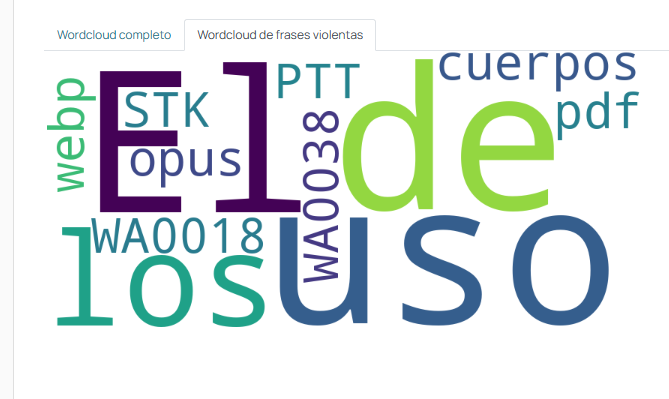 Wordcloud completo
Wordcloud de frases violentas
cuerpos
El
de
PTT
STK
webp
pdf
opus
WA0038
WA0018
los
uso